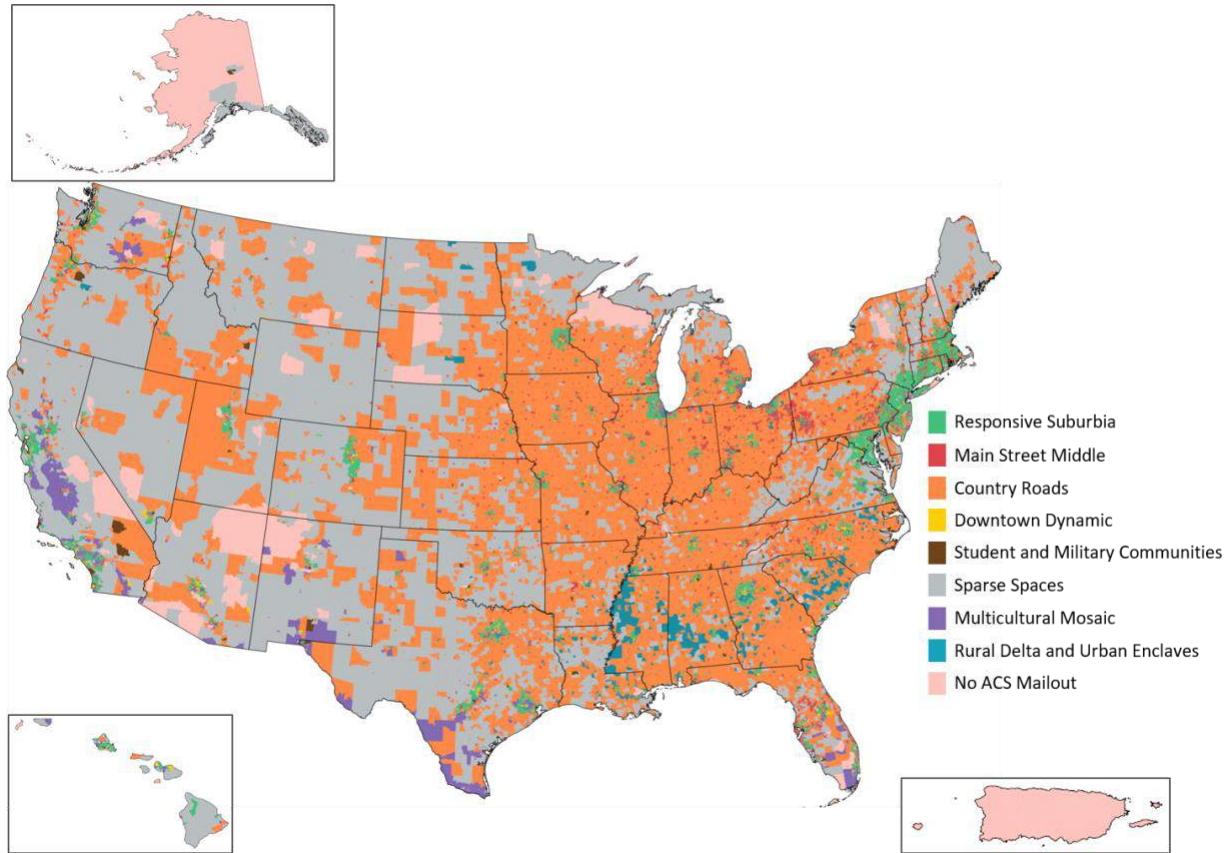 Responsive Suburbia
Main Street Middle
Country Roads
Downtown Dynamic
Student and Military Communities
Sparse Spaces
Multicultural Mosaic
Rural Delta and Urban Enclaves
No ACS Mailout